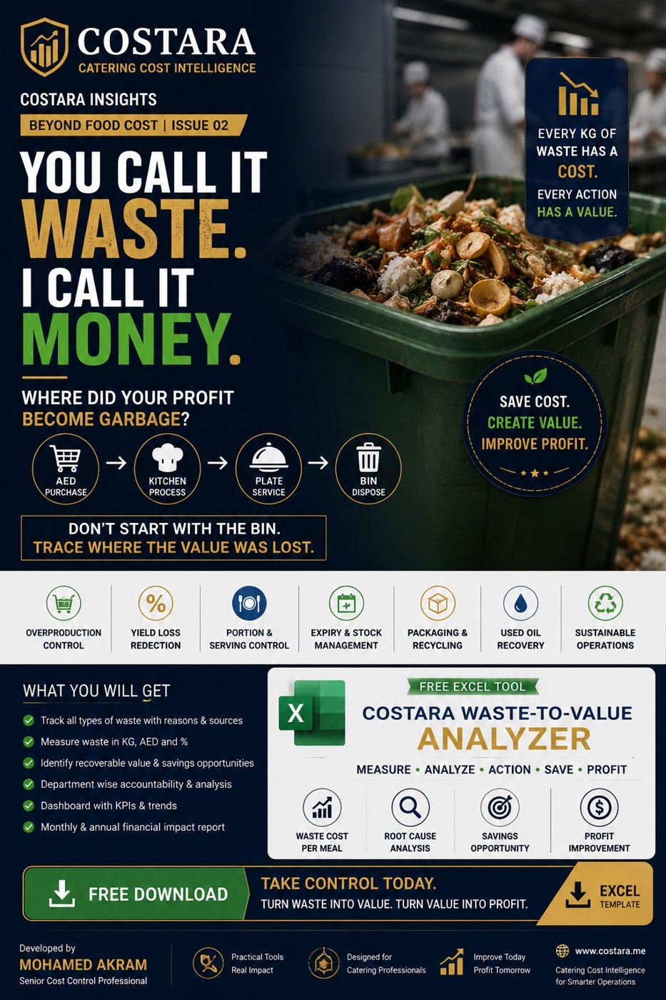 COSTARA
CATERING COST INTELLIGENCE
COSTARA INSIGHTS
BEYOND FOOD COST | ISSUE 02
YOU CALL IT
WASTE.
I CALL IT
MONEY.
WHERE DID YOUR PROFIT
BECOME GARBAGE?
AED
PURCHASE
KITCHEN
PROCESS
PLATE
SERVICE
BIN
DISPOSE
DON'T START WITH THE BIN.
TRACE WHERE THE VALUE WAS LOST.
EVERY KG OF
WASTE HAS A
COST.
EVERY ACTION
HAS A VALUE.
SAVE COST.
CREATE VALUE.
IMPROVE PROFIT.
OVERPRODUCTION
CONTROL
%
YIELD LOSS
REDECTION
PORTION &
SERVING CONTROL
EXPIRY & STOCK
MANAGEMENT
PACKAGING &
RECYCLING
USED OIL
RECOVERY
SUSTAINABLE
OPERATIONS
WHAT YOU WILL GET
Track all types of waste with reasons & sources
Measure waste in KG, AED and %
Identify recoverable value & savings opportunities
Department wise accountability & analysis
Dashboard with KPIs & trends
Monthly & annual financial impact report
X
FREE EXCEL TOOL
COSTARA WASTE-TO-VALUE
ANALYZER
MEASURE • ANALYZE • ACTION • SAVE • PROFIT
WASTE COST
PER MEAL
ROOT CAUSE
ANALYSIS
SAVINGS
OPPORTUNITY
$
PROFIT
IMPROVEMENT
FREE DOWNLOAD
TAKE CONTROL TODAY.
TURN WASTE INTO VALUE. TURN VALUE INTO PROFIT.
EXCEL
TEMPLATE
Developed by
MOHAMED AKRAM
Senior Cost Control Professional
Practical Tools
Real Impact
Designed for
Catering Professionals
Improve Today
Profit Tomorrow
www.costara.me
Catering Cost Intelligence
for Smarter Operations